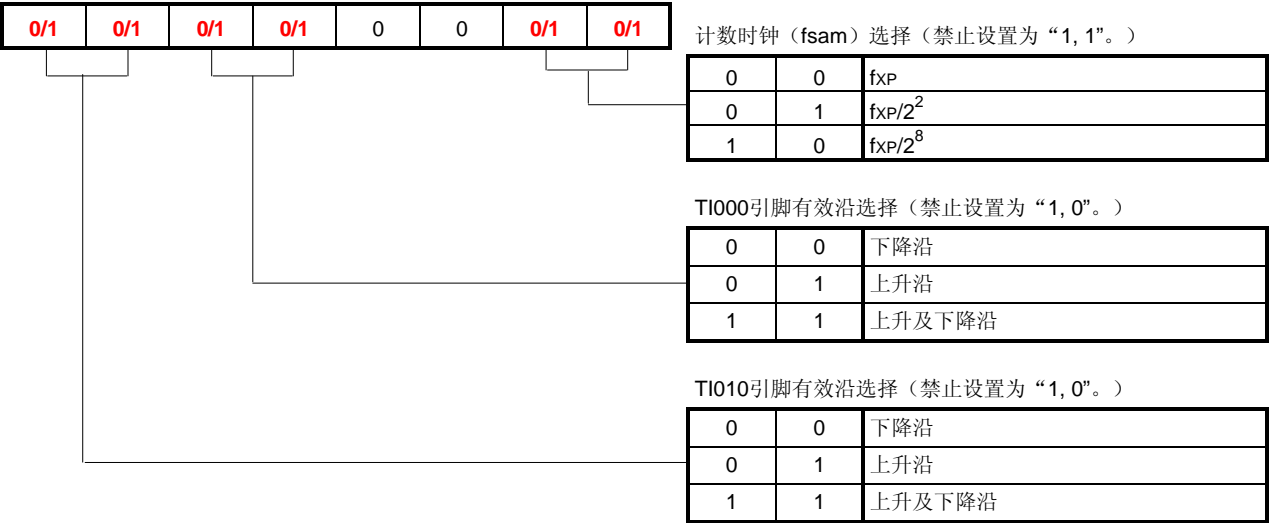 0/1 0/1 0/1 0/1 0 0 0/1 0/1
计数时钟（fsam）选择（禁止设置为“1, 1”。）
0 0 fXP
0 1 fXP/2^2
1 0 fXP/2^8
TI000引脚有效沿选择（禁止设置为“1, 0”。）
0 0 下降沿
0 1 上升沿
1 1 上升及下降沿
TI010引脚有效沿选择（禁止设置为“1, 0”。）
0 0 下降沿
0 1 上升沿
1 1 上升及下降沿